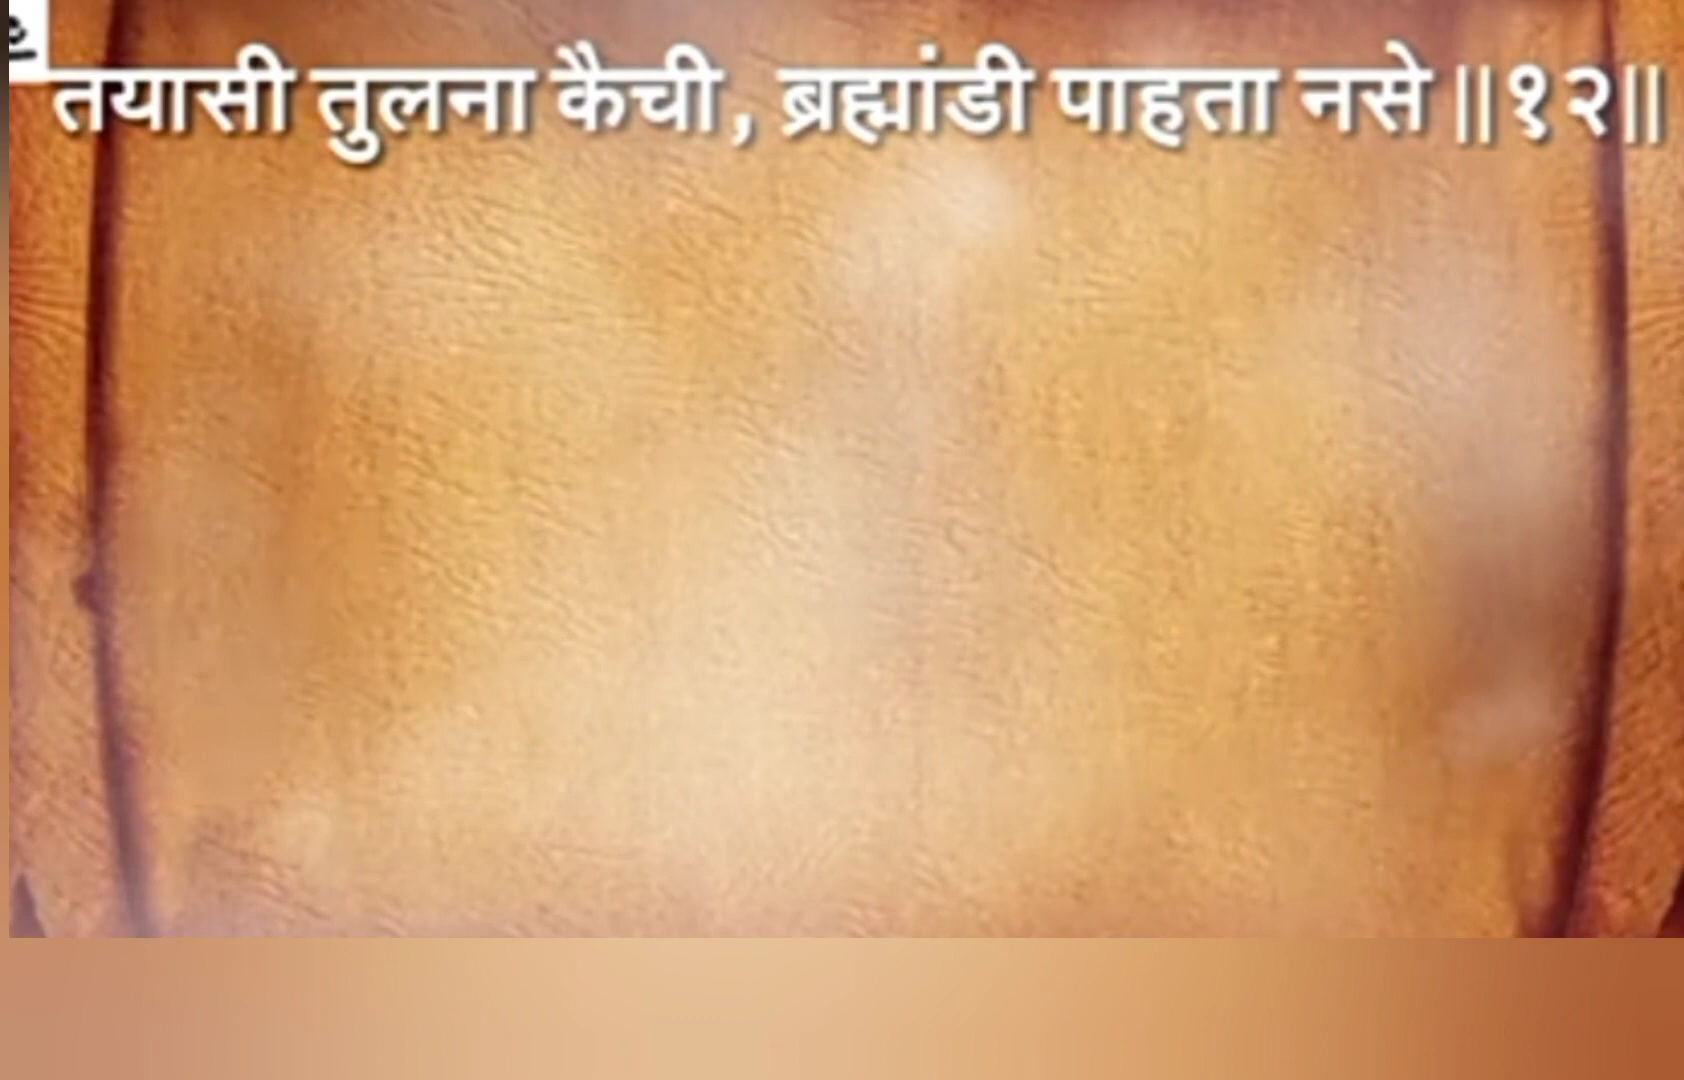 तयासी तुलना कैची, ब्रह्मांडी पाहता नसे ||१२||